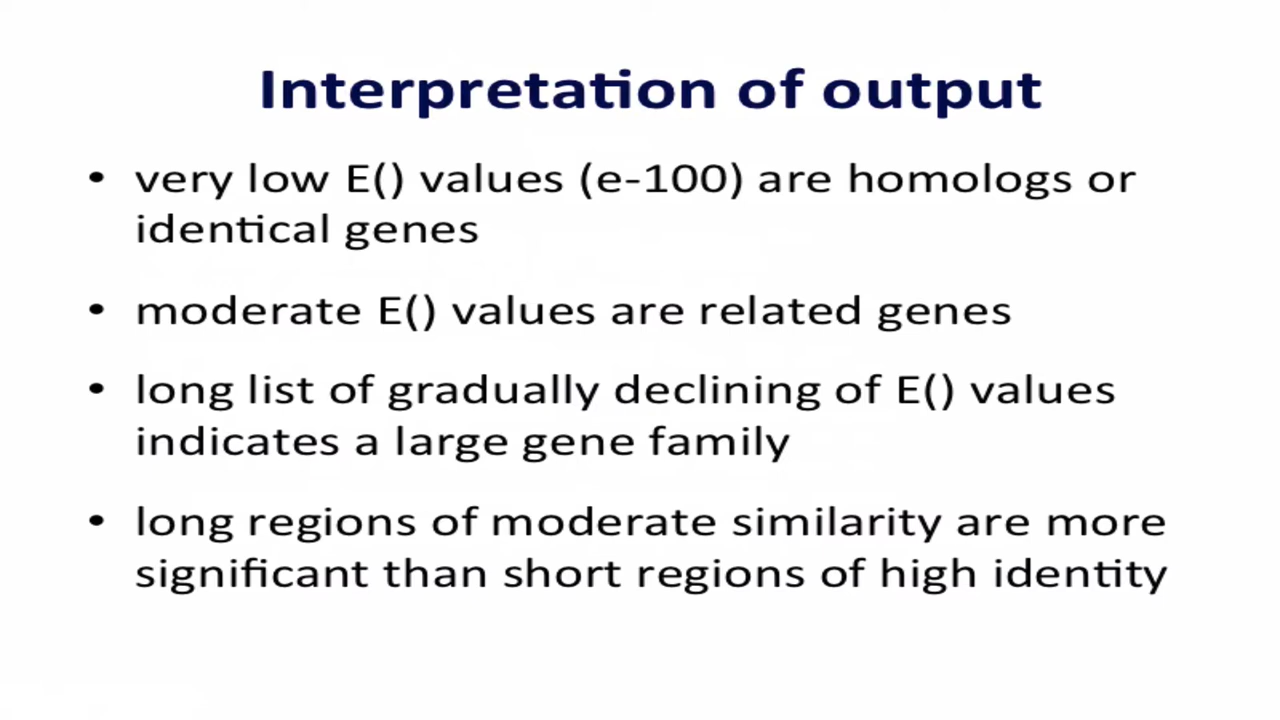 Interpretation of output
• very low E() values (e-100) are homologs or
identical genes
• moderate E() values are related genes
• long list of gradually declining of E() values
indicates a large gene family
• long regions of moderate similarity are more
significant than short regions of high identity